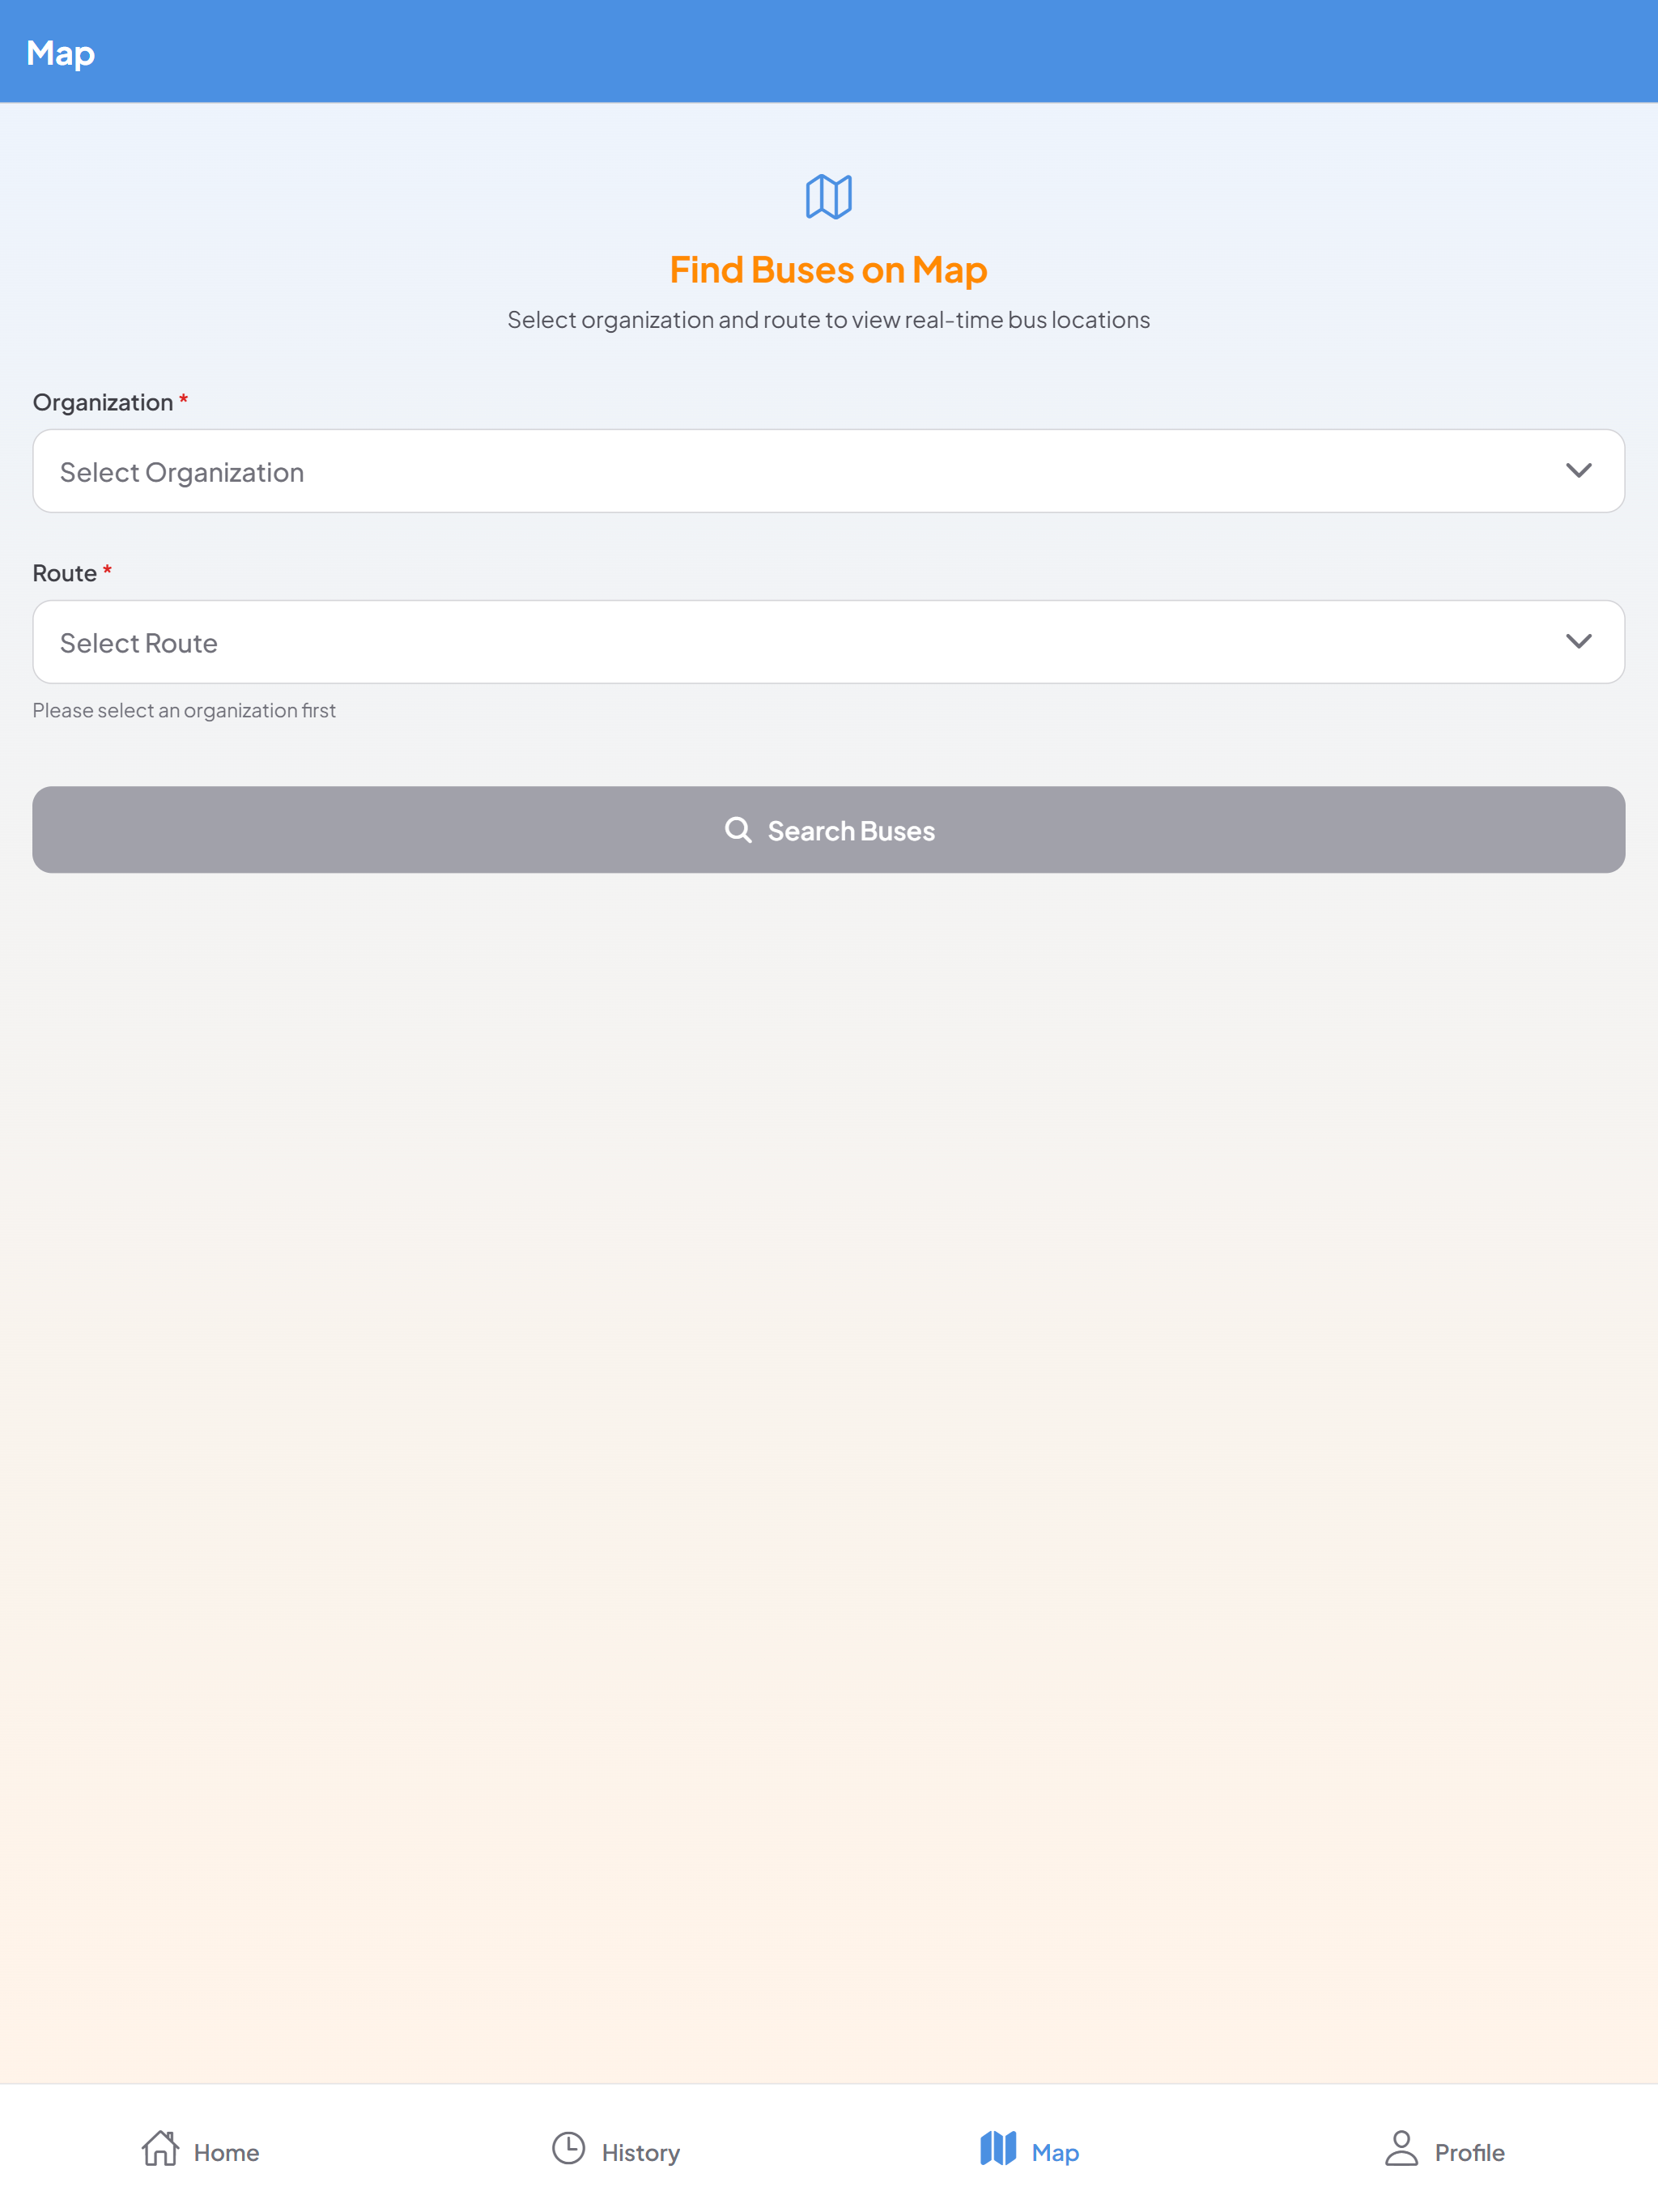 Map
Find Buses on Map
Select organization and route to view real-time bus locations
Organization *
Select Organization
Route *
Select Route
Please select an organization first
Search Buses
Home
History
Map
Profile